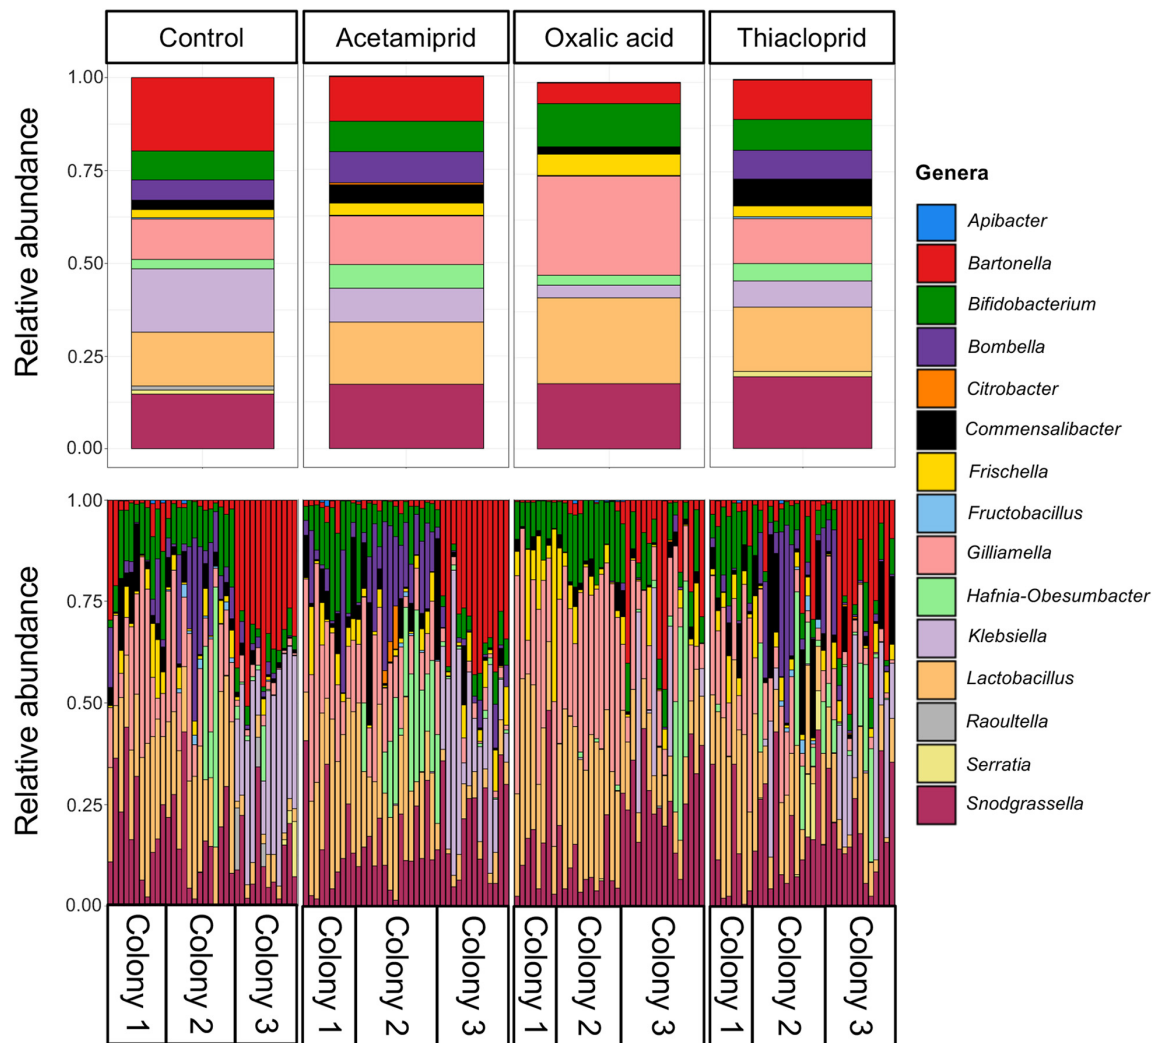 Control Acetamiprid Oxalic acid Thiacloprid
Relative abundance
1.00
0.75
0.50
0.25
0.00
Genera
Apibacter
Bartonella
Bifidobacterium
Bombella
Citrobacter
Commensalibacter
Frischella
Fructobacillus
Gilliamella
Hafnia-Obesumbacter
Klebsiella
Lactobacillus
Raoultella
Serratia
Snodgrassella
Relative abundance
1.00
0.75
0.50
0.25
0.00
Colony 1 Colony 2 Colony 3 Colony 1 Colony 2 Colony 3 Colony 1 Colony 2 Colony 3 Colony 1 Colony 2 Colony 3